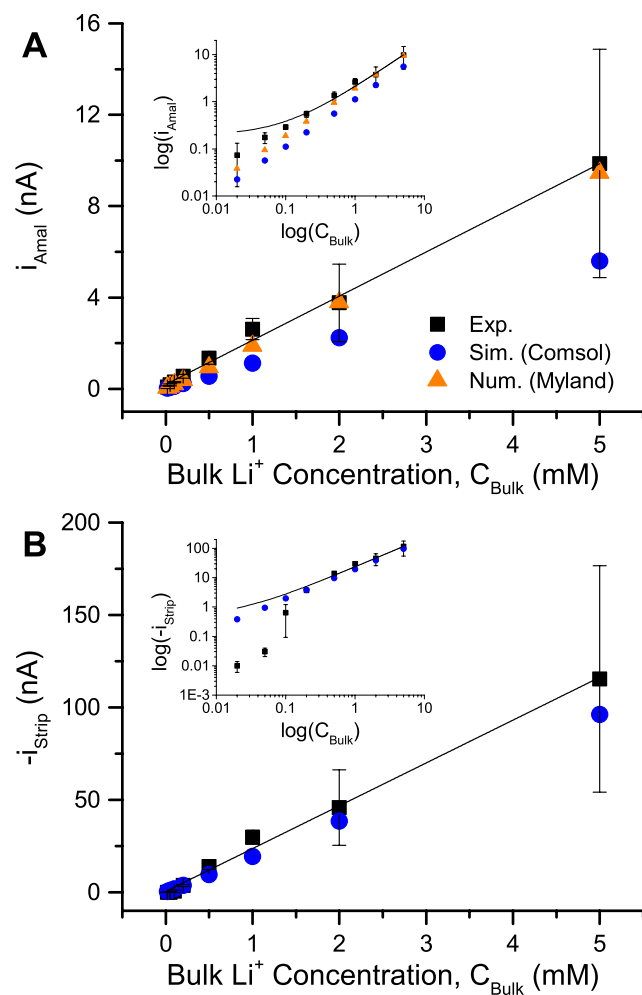 A
16
12
8
4
0
i_Amal (nA)
10
1
0.1
0.01
log(i_Amal)
0.01 0.1 1 10
log(C_Bulk)
Exp.
Sim. (Comsol)
Num. (Myland)
0 1 2 3 4 5
Bulk Li⁺ Concentration, C_Bulk (mM)
B
200
150
100
50
0
-i_Strip (nA)
100
10
1
0.1
0.01
1E-3
log(-i_Strip)
0.01 0.1 1 10
log(C_Bulk)
0 1 2 3 4 5
Bulk Li⁺ Concentration, C_Bulk (mM)